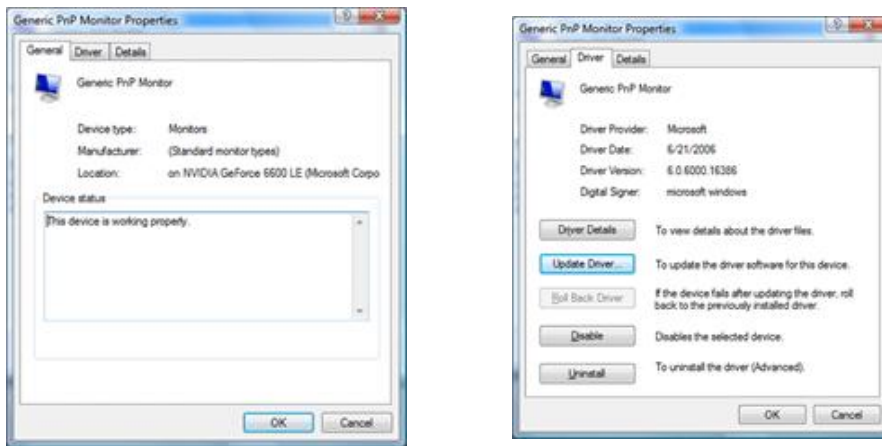 Generic PnP Monitor Properties
General Driver Details
Generic PnP Monitor
Device type: Monitors
Manufacturer: (Standard monitor types)
Location: on NVIDIA GeForce 6600 LE (Microsoft Corpo
Device status
This device is working properly.
OK Cancel
Generic PnP Monitor Properties
General Driver Details
Generic PnP Monitor
Driver Provider: Microsoft
Driver Date: 6/21/2006
Driver Version: 6.0.6000.16386
Digital Signer: microsoft windows
Driver Details To view details about the driver files.
Update Driver... To update the driver software for this device.
Roll Back Driver If the device fails after updating the driver, roll
back to the previously installed driver.
Disable Disables the selected device.
Uninstall To uninstall the driver (Advanced).
OK Cancel